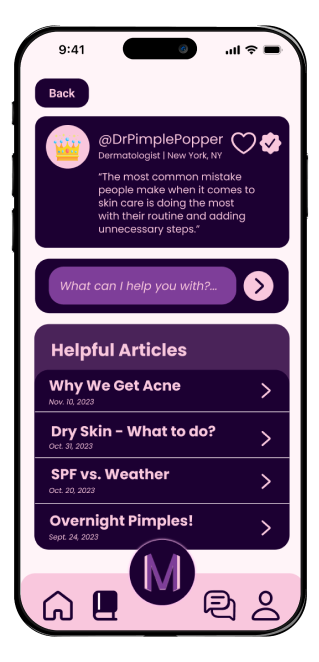 9:41
Back
@DrPimplePopper
Dermatologist | New York, NY
“The most common mistake
people make when it comes to
skin care is doing the most
with their routine and adding
unnecessary steps.”
What can I help you with?...
Helpful Articles
Why We Get Acne
Nov. 10, 2023
Dry Skin - What to do?
Oct. 31, 2023
SPF vs. Weather
Oct. 20, 2023
Overnight Pimples!
Sept. 24, 2023
M